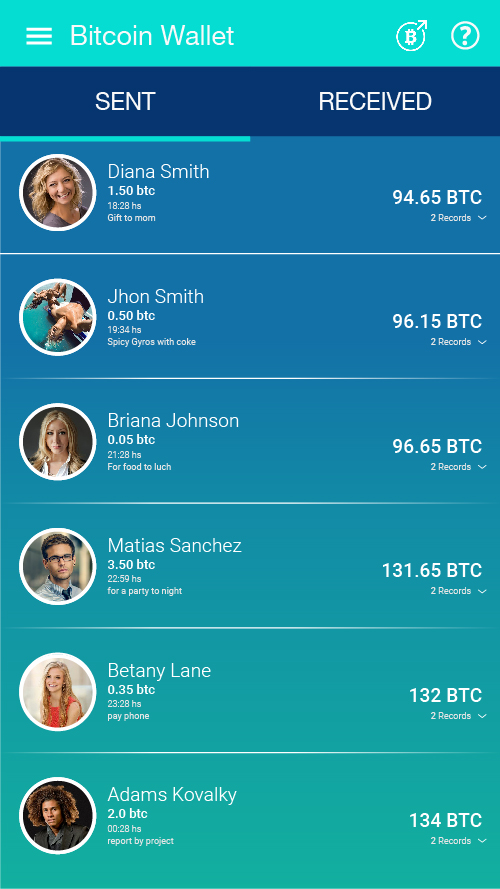 Bitcoin Wallet
SENT
RECEIVED
Diana Smith
1.50 btc
18:28 hs
Gift to mom
94.65 BTC
2 Records
Jhon Smith
0.50 btc
19:34 hs
Spicy Gyros with coke
96.15 BTC
2 Records
Briana Johnson
0.05 btc
21:28 hs
For food to luch
96.65 BTC
2 Records
Matias Sanchez
3.50 btc
22:59 hs
for a party to night
131.65 BTC
2 Records
Betany Lane
0.35 btc
23:28 hs
pay phone
132 BTC
2 Records
Adams Kovalky
2.0 btc
00:28 hs
report by project
134 BTC
2 Records